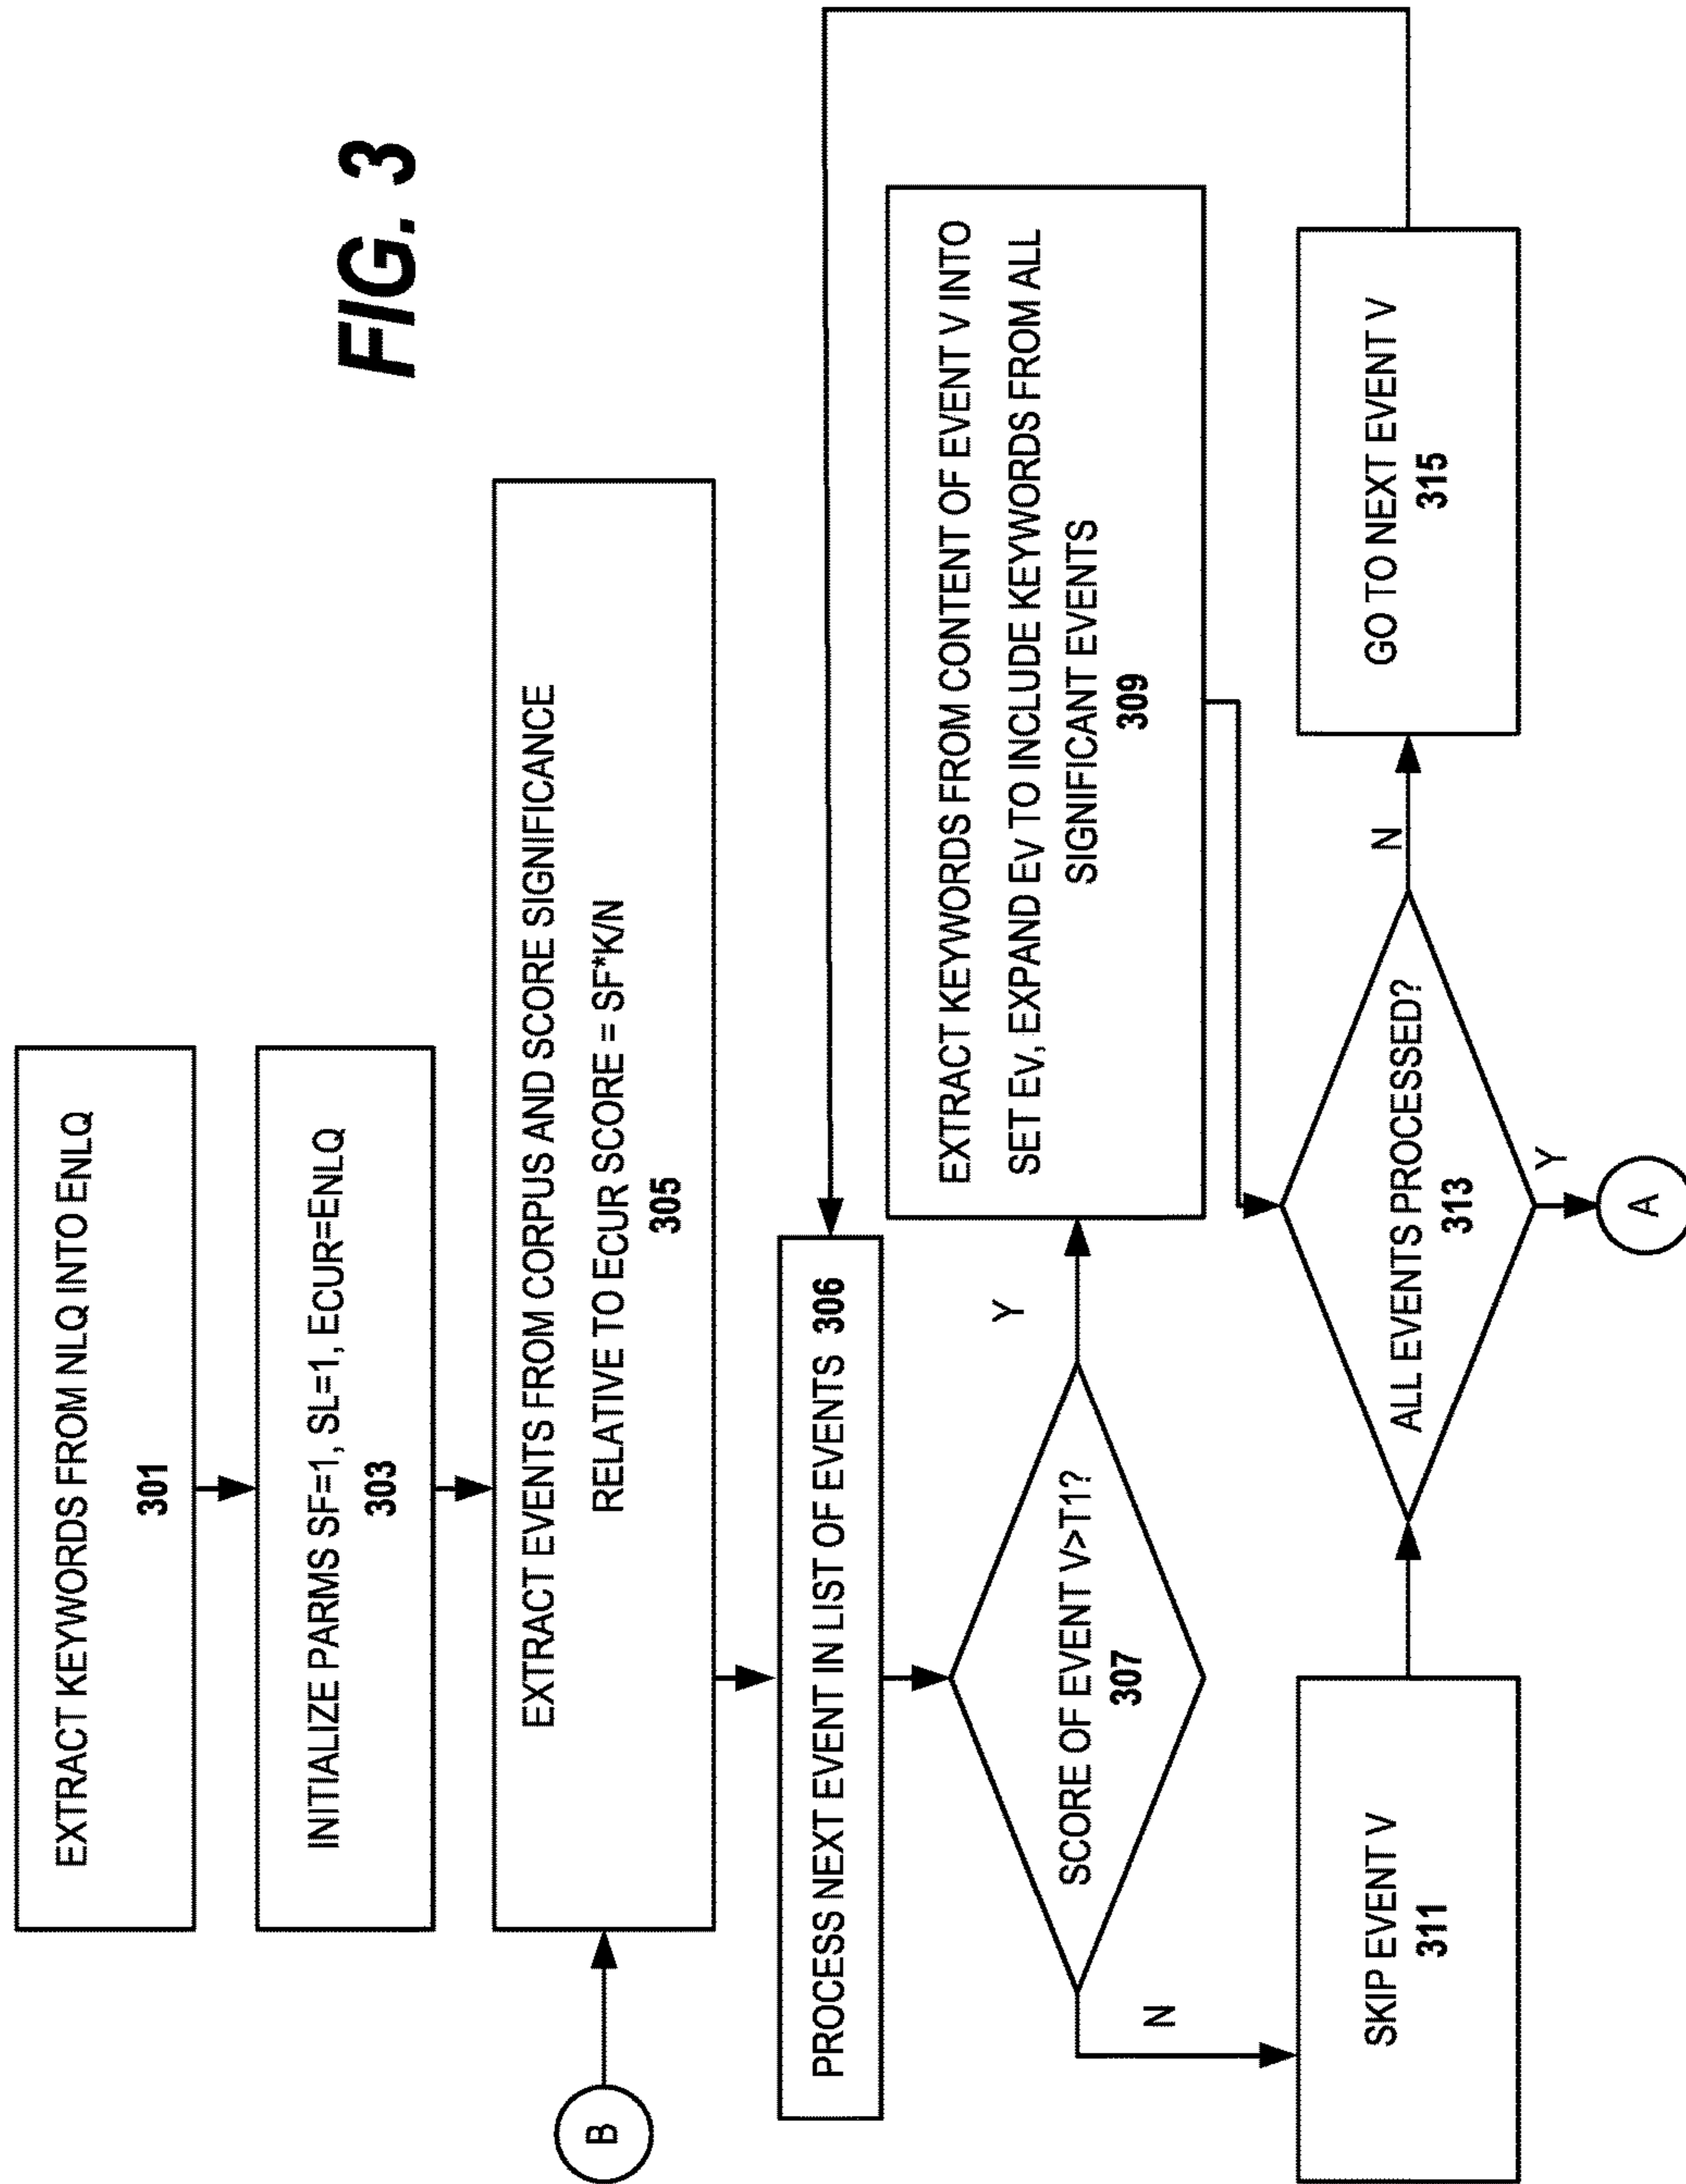 FIG. 3
EXTRACT KEYWORDS FROM NLQ INTO ENLQ
301
INITIALIZE PARMS SF=1, SL=1, ECUR=ENLQ
303
B
EXTRACT EVENTS FROM CORPUS AND SCORE SIGNIFICANCE
RELATIVE TO ECUR SCORE = SF*K/N
305
PROCESS NEXT EVENT IN LIST OF EVENTS 306
SCORE OF EVENT V>T1?
307
Y
N
EXTRACT KEYWORDS FROM CONTENT OF EVENT V INTO
SET EV, EXPAND EV TO INCLUDE KEYWORDS FROM ALL
SIGNIFICANT EVENTS
309
SKIP EVENT V
311
ALL EVENTS PROCESSED?
313
N
Y
GO TO NEXT EVENT V
315
A